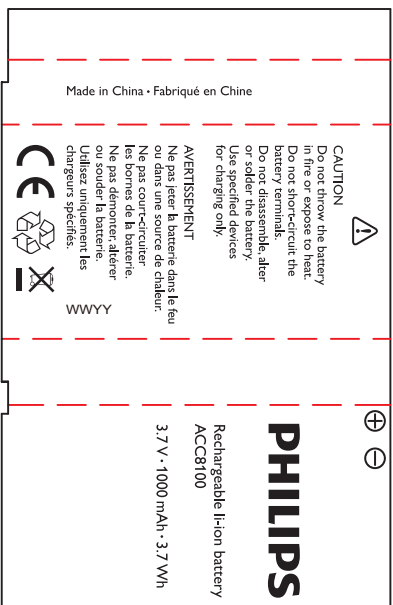 Made in China • Fabriqué en Chine
CAUTION
Do not throw the battery
in fire or expose to heat.
Do not short-circuit the
battery terminals.
Do not disassemble, alter
or solder the battery.
Use specified devices
for charging only.
AVERTISSEMENT
Ne pas jeter la batterie dans le feu
ou dans une source de chaleur.
Ne pas court-circuiter
les bornes de la batterie.
Ne pas démonter, altérer
ou souder la batterie.
Utilisez uniquement les
chargeurs spécifiés.
CE
WWYY
PHILIPS
Rechargeable li-ion battery
ACC8100
3.7 V • 1000 mAh • 3.7 Wh